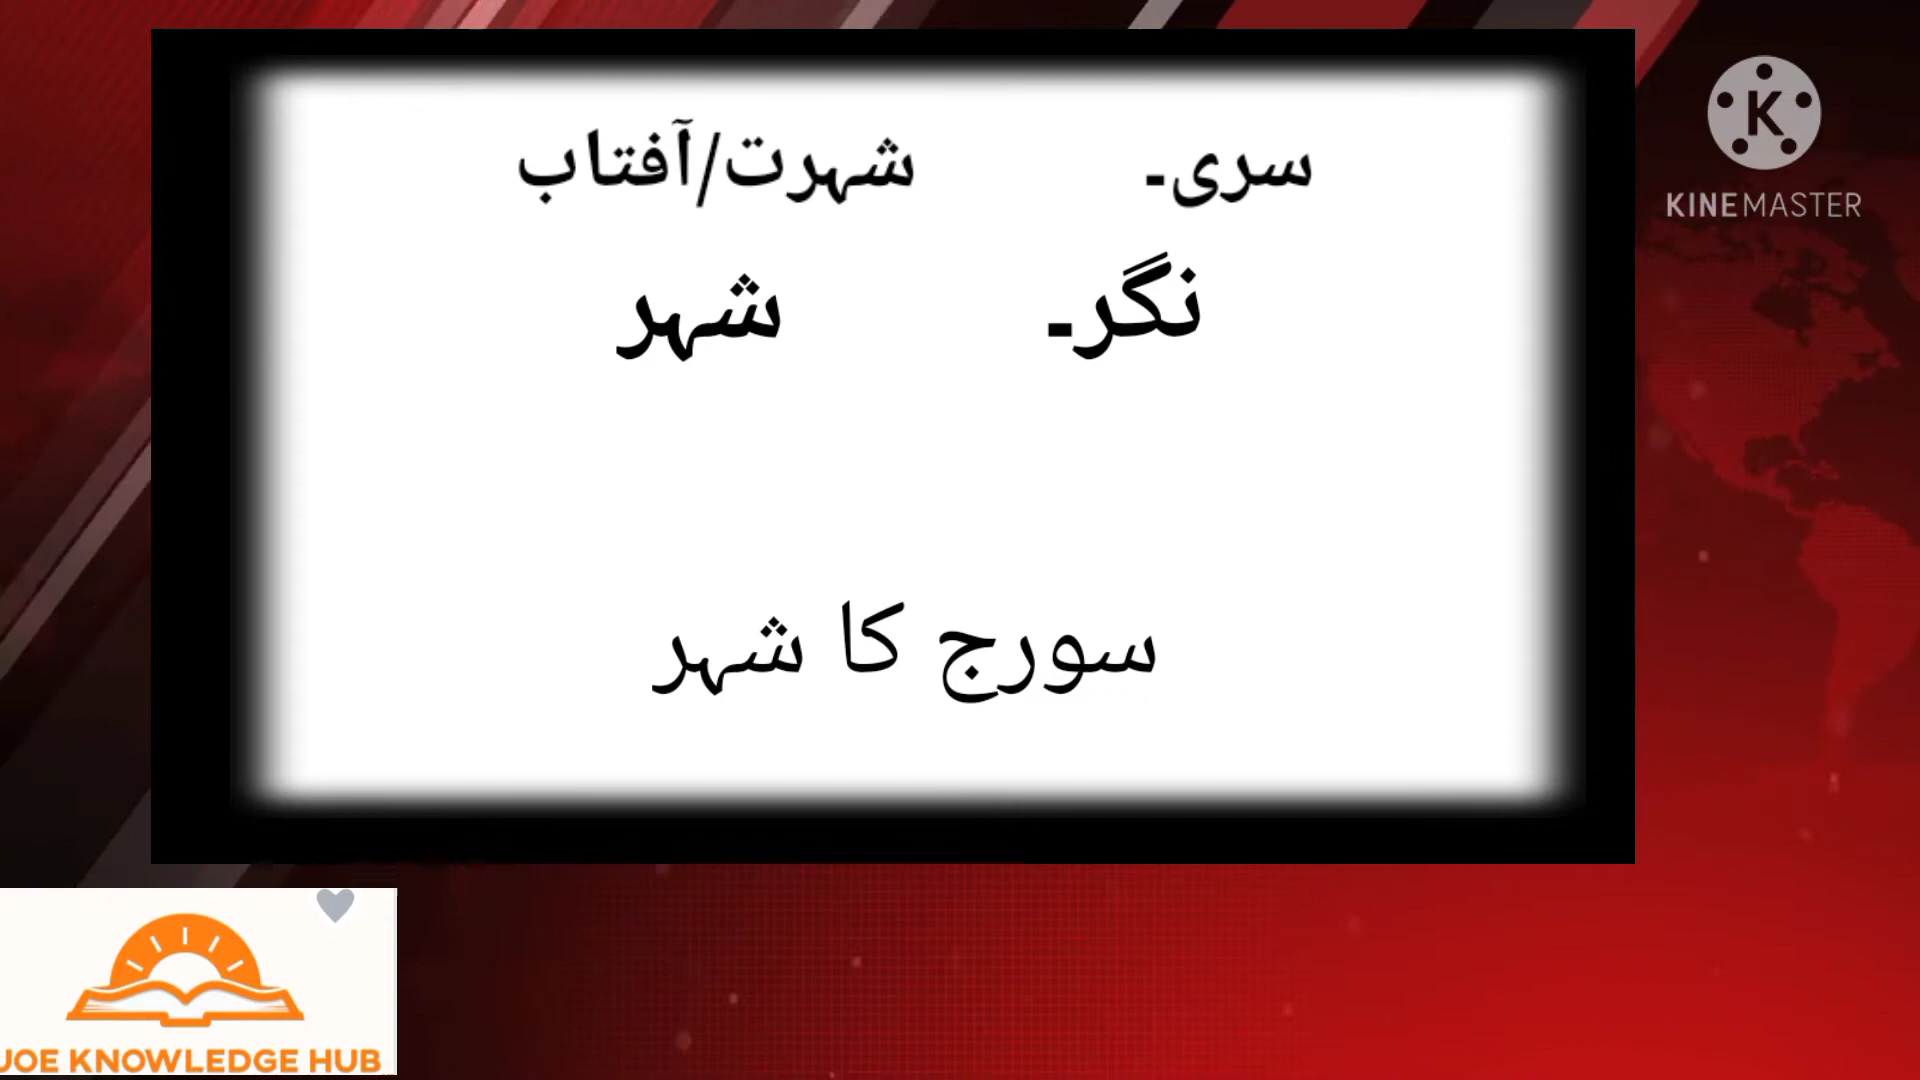 سری۔ شہرت/آفتاب
نگر۔ شہر
سورج کا شہر
K
KINEMASTER
JOE KNOWLEDGE HUB